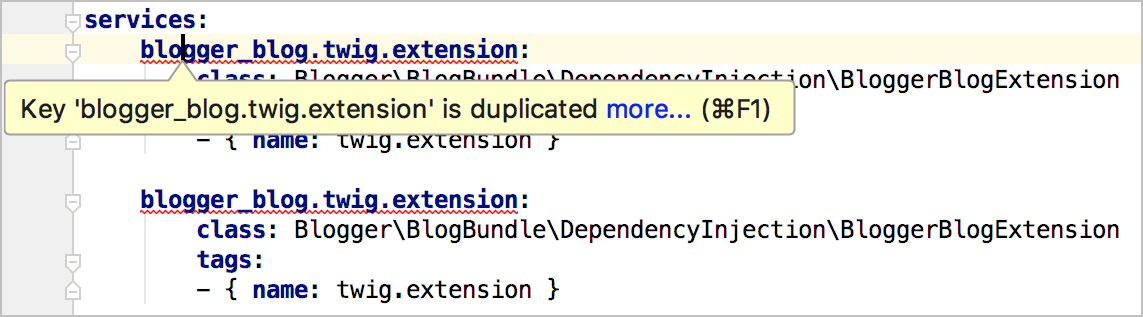 services:
blogger_blog.twig.extension:
class: Blogger\BlogBundle\DependencyInjection\BloggerBlogExtension
Key 'blogger_blog.twig.extension' is duplicated more... (⌘F1)
- { name: twig.extension }
blogger_blog.twig.extension:
class: Blogger\BlogBundle\DependencyInjection\BloggerBlogExtension
tags:
- { name: twig.extension }